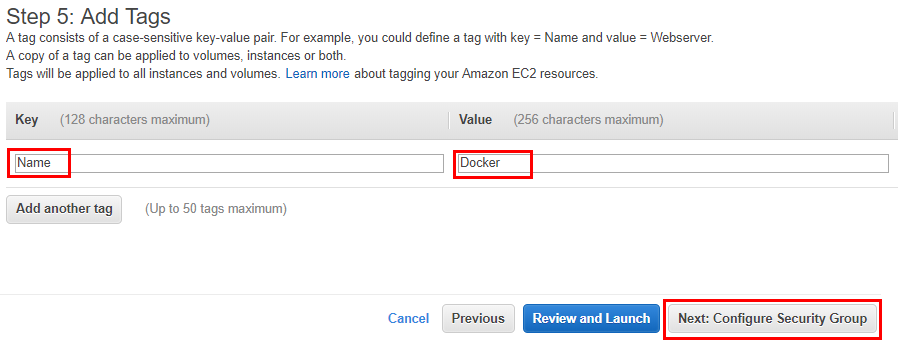 Step 5: Add Tags
A tag consists of a case-sensitive key-value pair. For example, you could define a tag with key = Name and value = Webserver.
A copy of a tag can be applied to volumes, instances or both.
Tags will be applied to all instances and volumes. Learn more about tagging your Amazon EC2 resources.
Key (128 characters maximum) Value (256 characters maximum)
Name Docker
Add another tag (Up to 50 tags maximum)
Cancel Previous Review and Launch Next: Configure Security Group